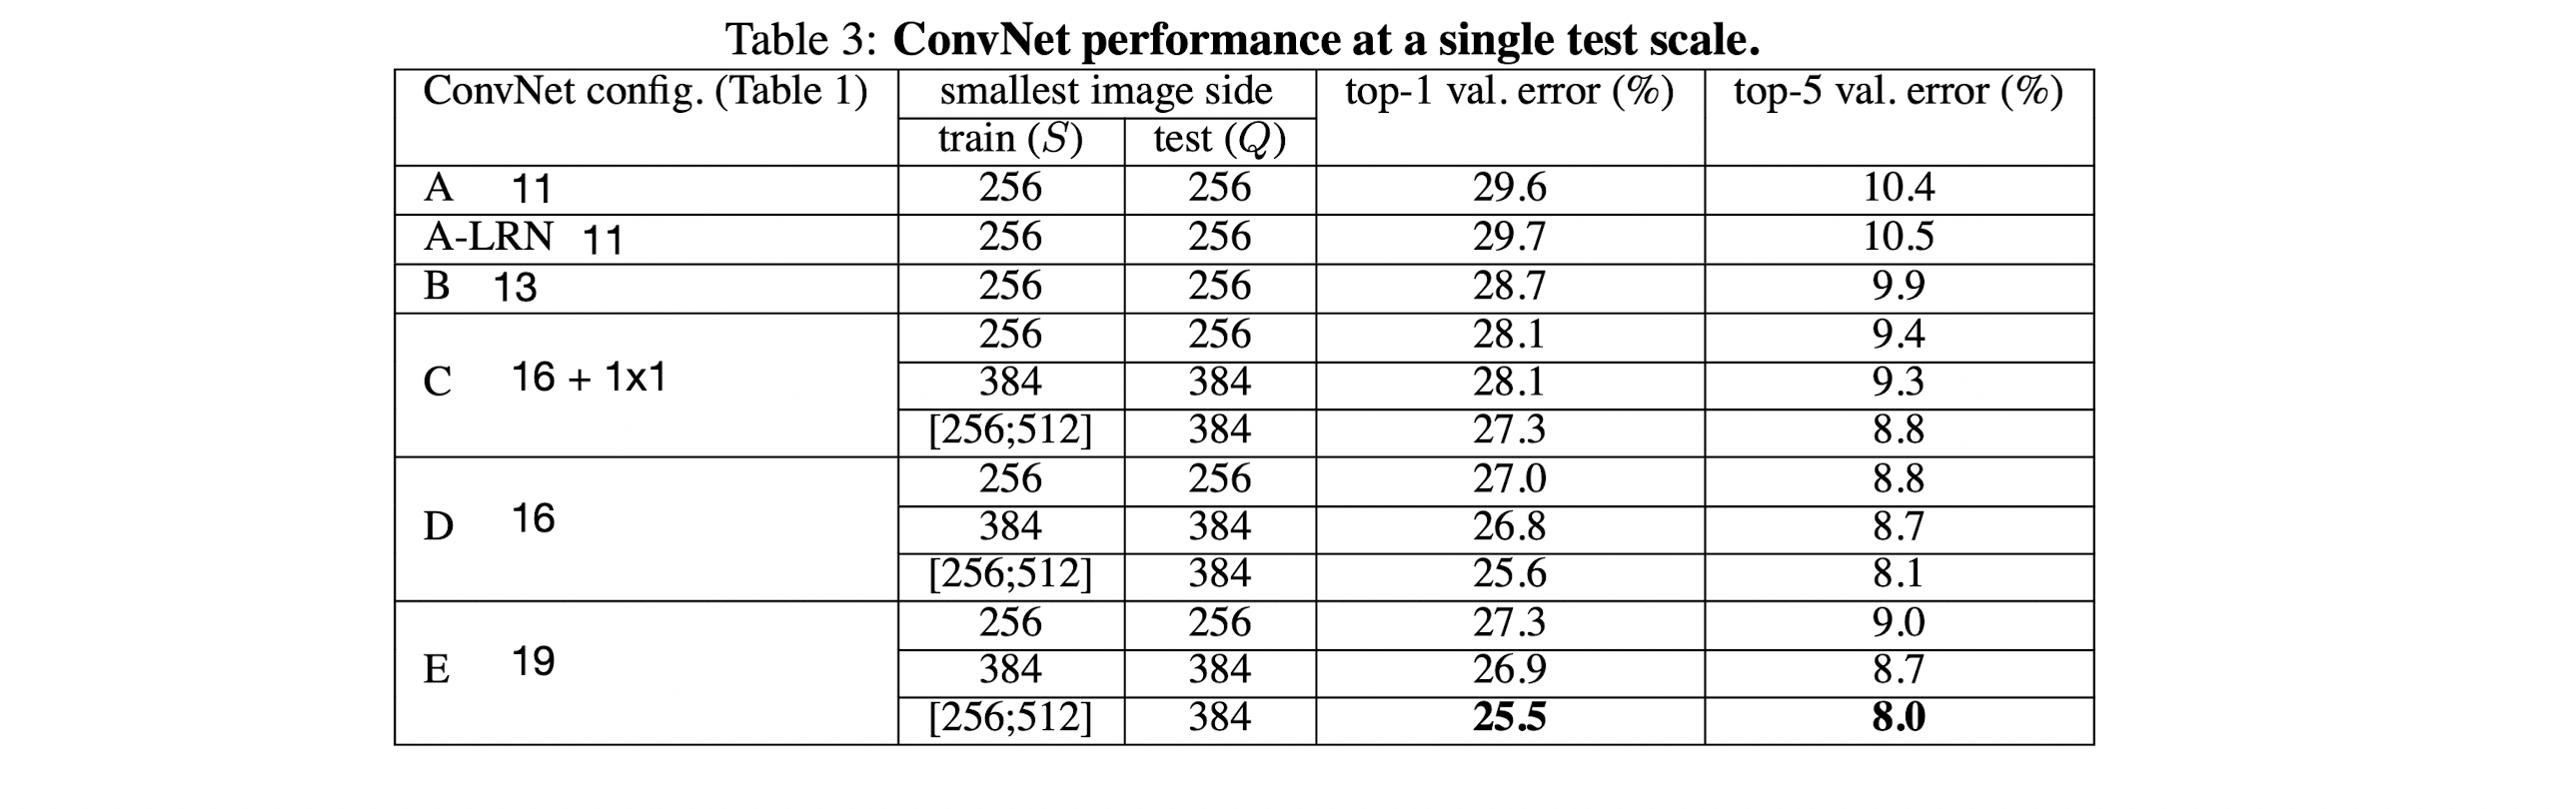 Table 3: ConvNet performance at a single test scale.
ConvNet config. (Table 1) smallest image side top-1 val. error (%) top-5 val. error (%)
train (S) test (Q)
A 11 256 256 29.6 10.4
A-LRN 11 256 256 29.7 10.5
B 13 256 256 28.7 9.9
C 16 + 1x1 256 256 28.1 9.4
384 384 28.1 9.3
[256;512] 384 27.3 8.8
D 16 256 256 27.0 8.8
384 384 26.8 8.7
[256;512] 384 25.6 8.1
E 19 256 256 27.3 9.0
384 384 26.9 8.7
[256;512] 384 25.5 8.0